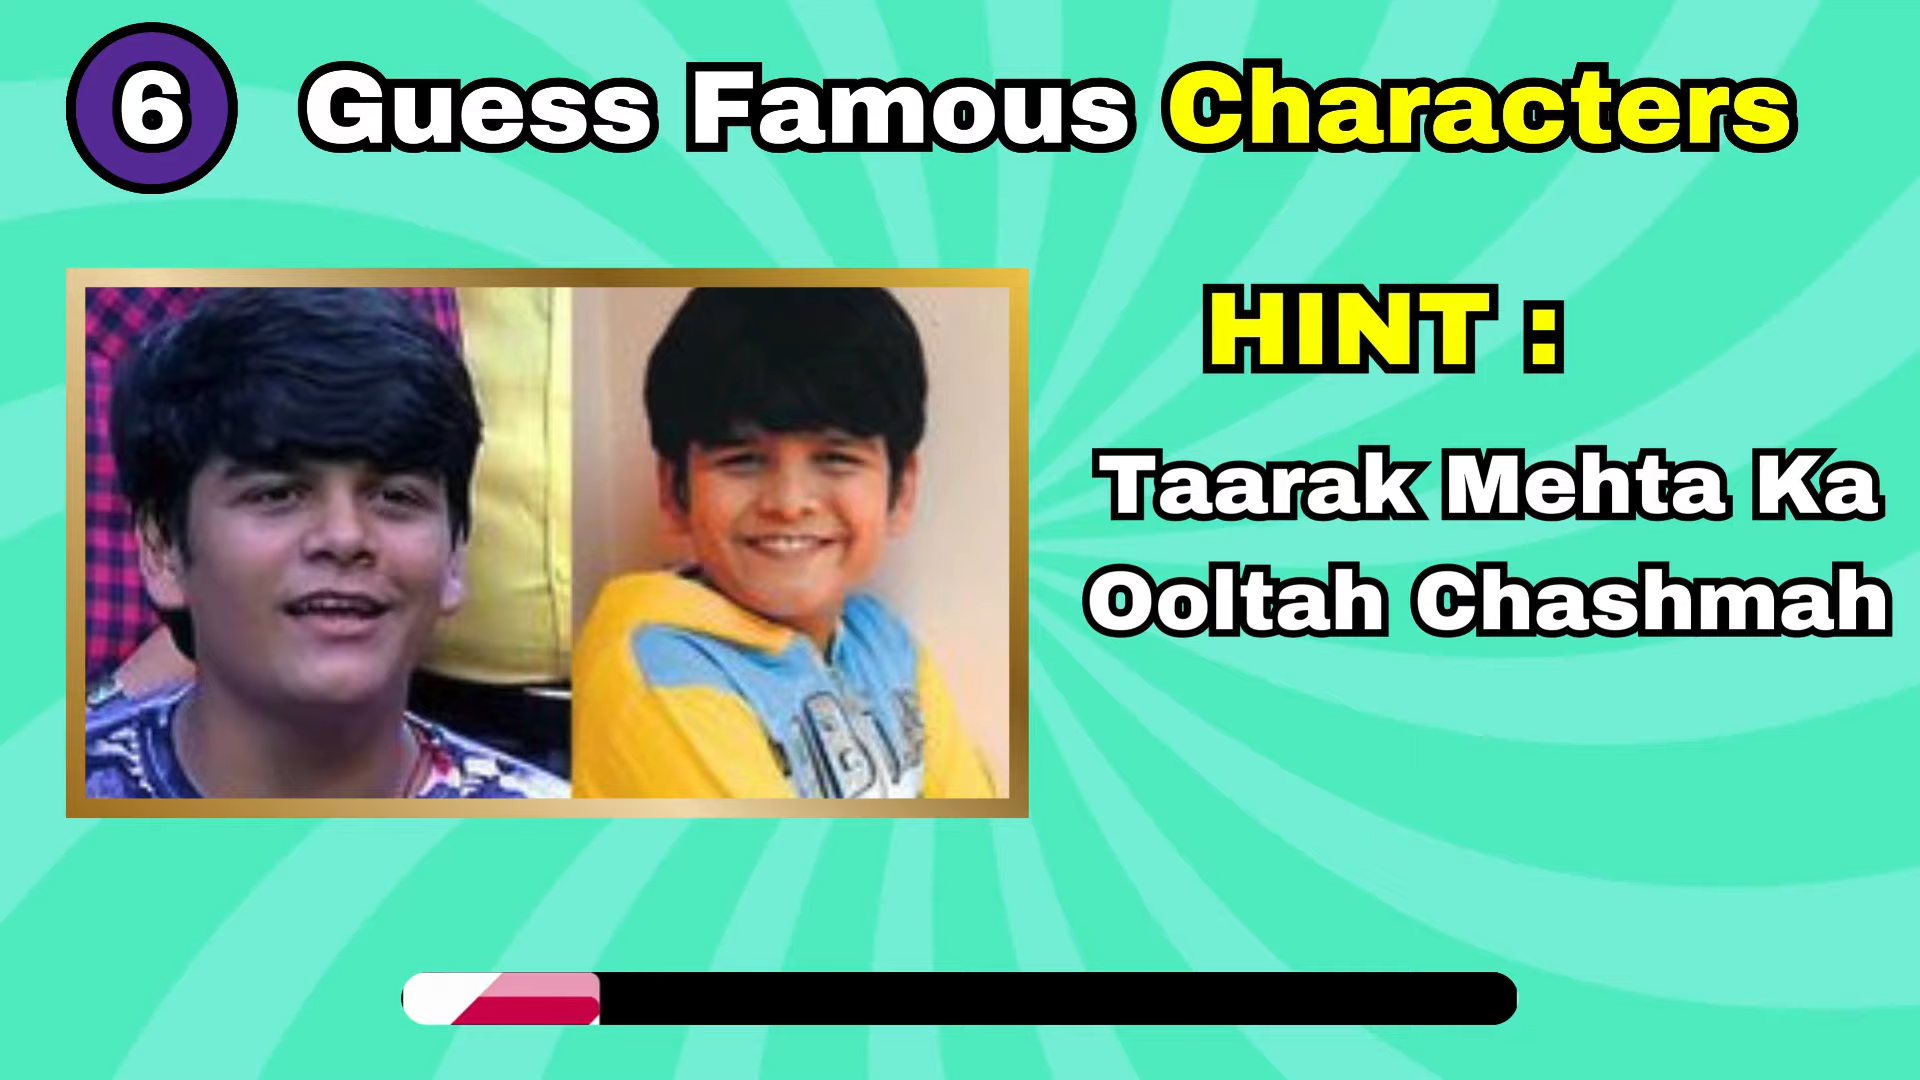 6
Guess Famous Characters
HINT :
Taarak Mehta Ka
Ooltah Chashmah